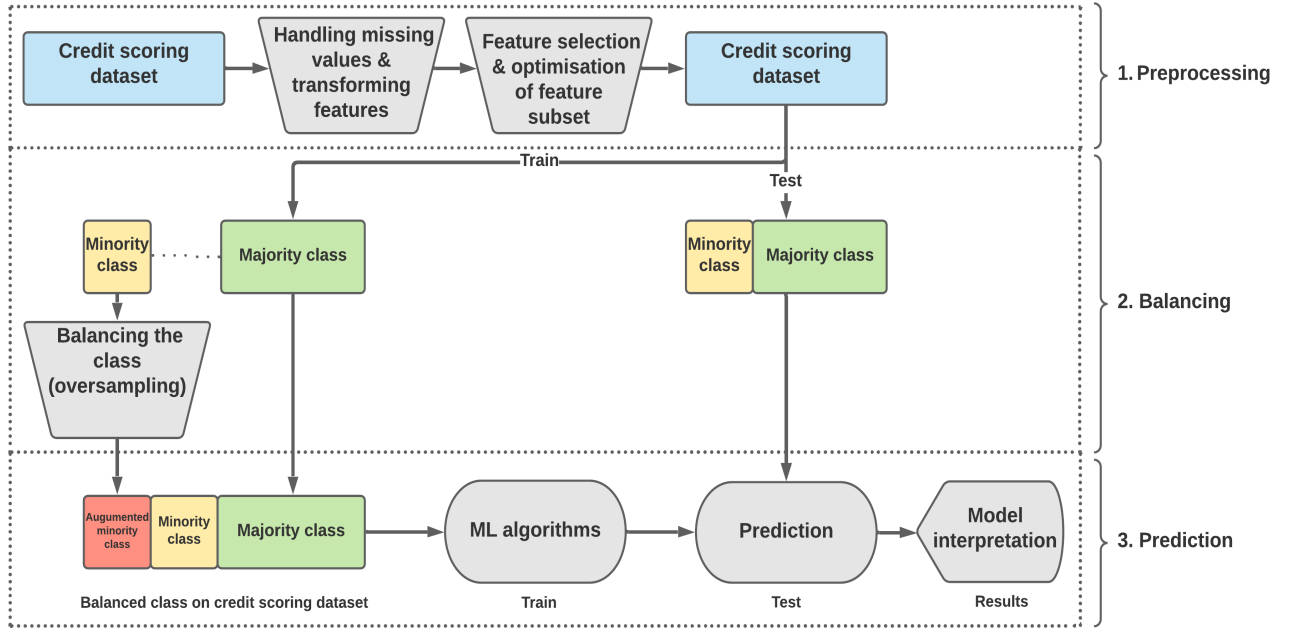 Credit scoring
dataset
Handling missing
values &
transforming
features
Feature selection
& optimisation
of feature
subset
Credit scoring
dataset
1. Preprocessing
Train
Test
Minority
class
Majority class
Minority
class
Majority class
2. Balancing
Balancing the
class
(oversampling)
Augumented
minority
class
Minority
class
Majority class
ML algorithms
Prediction
Model
interpretation
3. Prediction
Balanced class on credit scoring dataset
Train
Test
Results